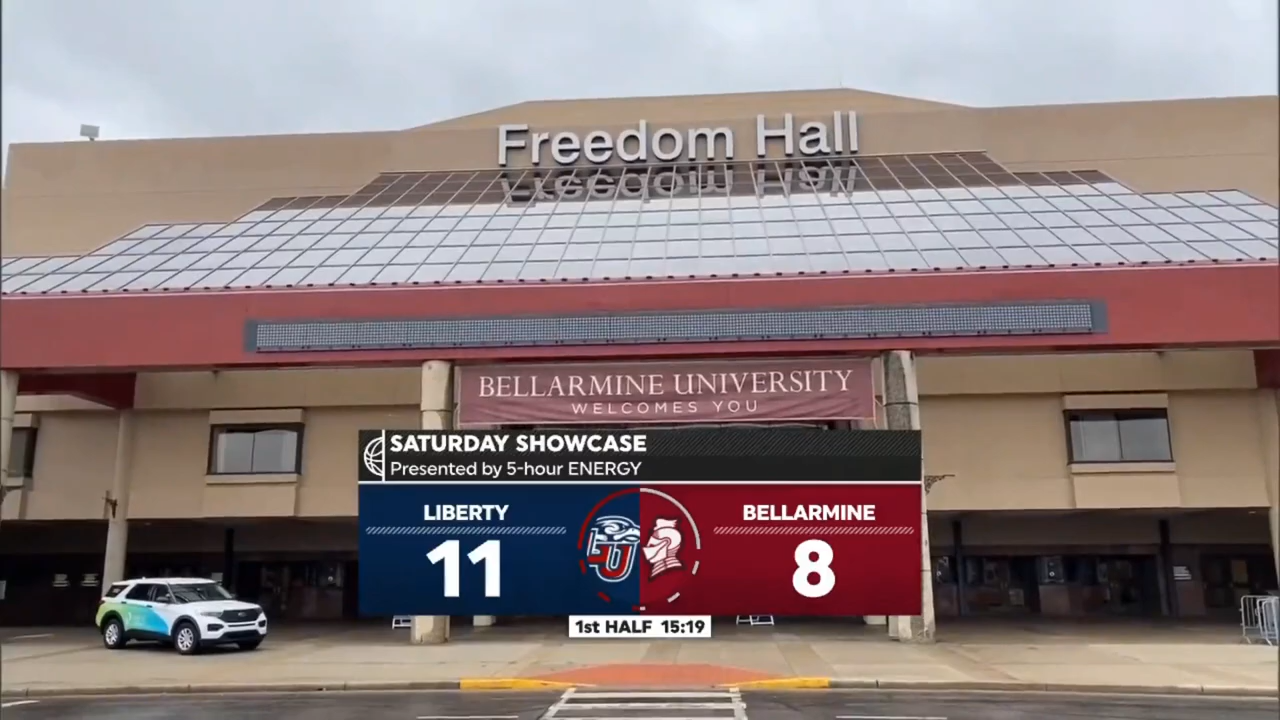 Freedom Hall
BELLARMINE UNIVERSITY
WELCOMES YOU
SATURDAY SHOWCASE
Presented by 5-hour ENERGY
LIBERTY
BELLARMINE
11
LU
8
1st HALF 15:19